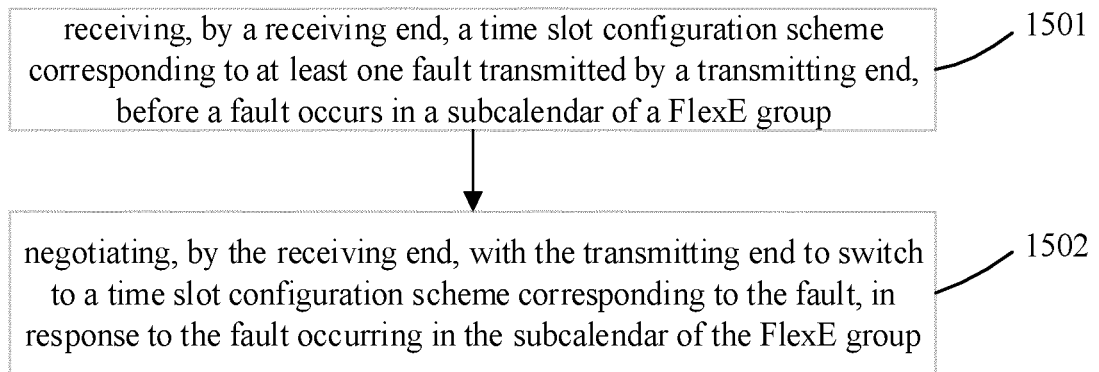 receiving, by a receiving end, a time slot configuration scheme
corresponding to at least one fault transmitted by a transmitting end,
before a fault occurs in a subcalendar of a FlexE group
1501
negotiating, by the receiving end, with the transmitting end to switch
to a time slot configuration scheme corresponding to the fault, in
response to the fault occurring in the subcalendar of the FlexE group
1502